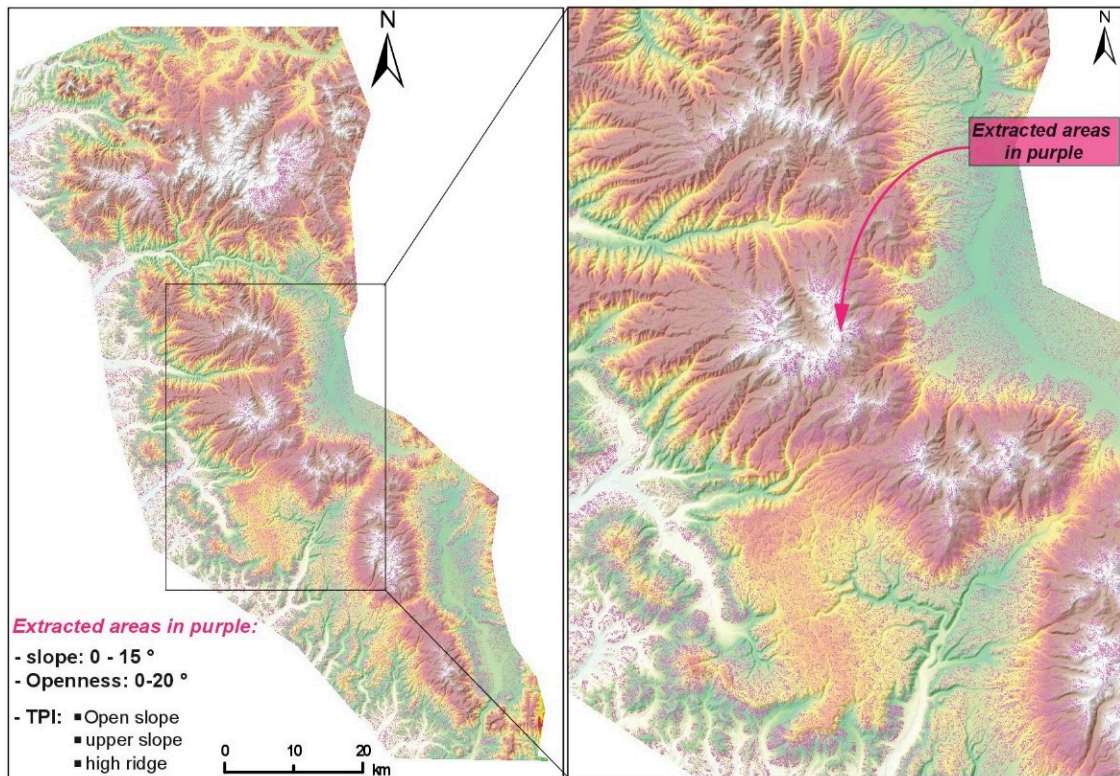 N
N
Extracted areas
in purple
Extracted areas in purple:
- slope: 0 - 15 °
- Openness: 0-20 °
- TPI: ▪ Open slope
▪ upper slope
▪ high ridge
0 10 20
km